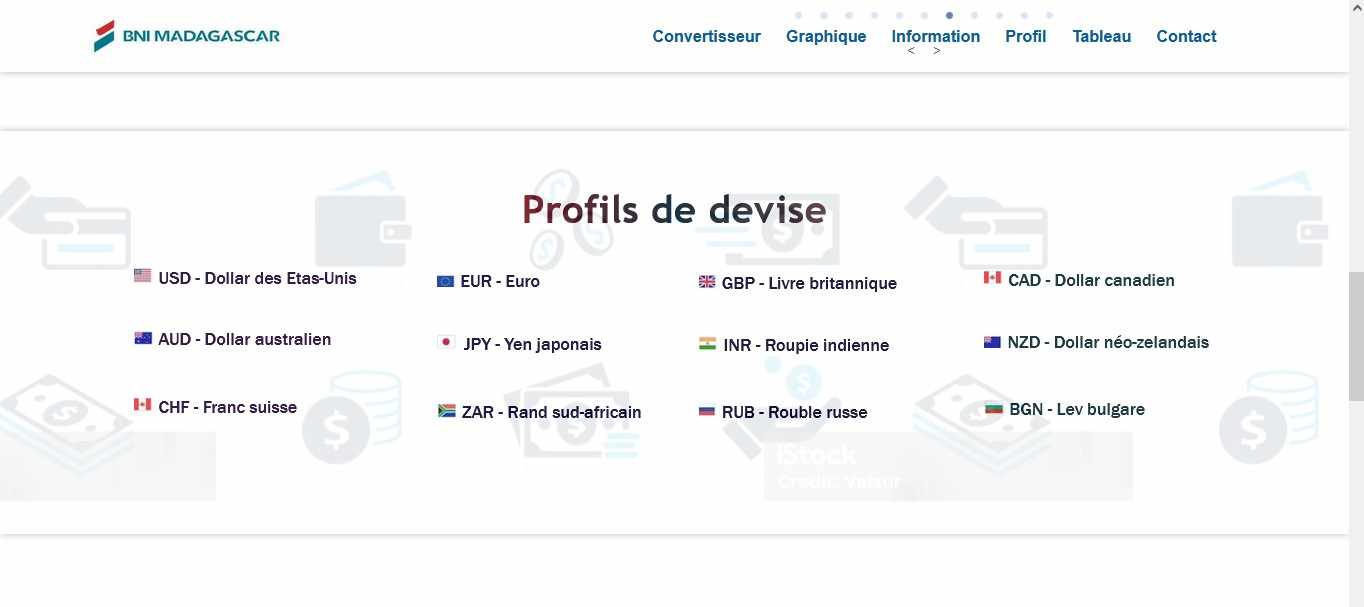 BNI MADAGASCAR
Convertisseur Graphique Information Profil Tableau Contact
< >
Profils de devise
USD - Dollar des Etas-Unis
EUR - Euro
GBP - Livre britannique
CAD - Dollar canadien
AUD - Dollar australien
JPY - Yen japonais
INR - Roupie indienne
NZD - Dollar néo-zelandais
CHF - Franc suisse
ZAR - Rand sud-africain
RUB - Rouble russe
BGN - Lev bulgare
iStock
Credit: Valeur